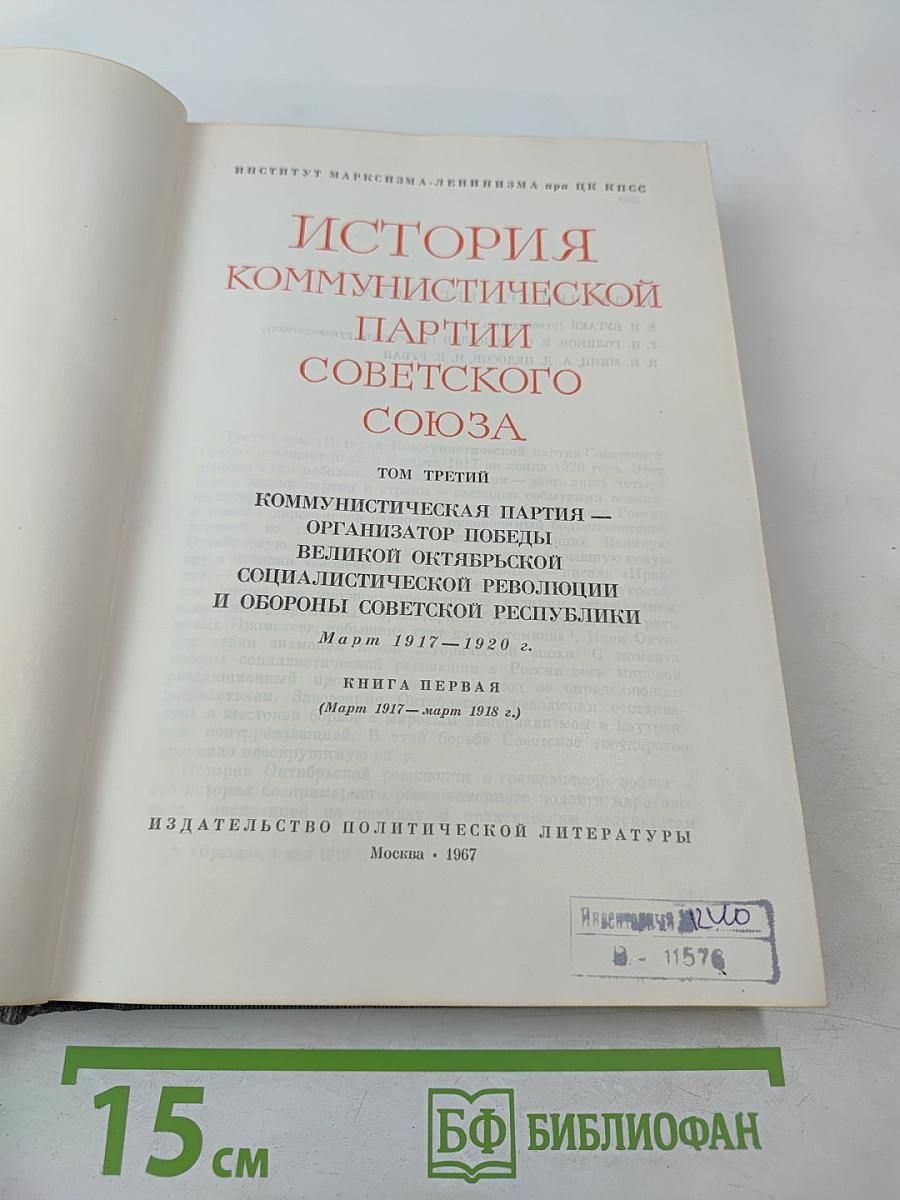 ИНСТИТУТ МАРКСИЗМА-ЛЕНИНИЗМА при ЦК КПСС
ИСТОРИЯ
КОММУНИСТИЧЕСКОЙ
ПАРТИИ
СОВЕТСКОГО
СОЮЗА
ТОМ ТРЕТИЙ
КОММУНИСТИЧЕСКАЯ ПАРТИЯ —
ОРГАНИЗАТОР ПОБЕДЫ
ВЕЛИКОЙ ОКТЯБРЬСКОЙ
СОЦИАЛИСТИЧЕСКОЙ РЕВОЛЮЦИИ
И ОБОРОНЫ СОВЕТСКОЙ РЕСПУБЛИКИ
Март 1917—1920 г.
КНИГА ПЕРВАЯ
(Март 1917—март 1918 г.)
ИЗДАТЕЛЬСТВО ПОЛИТИЧЕСКОЙ ЛИТЕРАТУРЫ
Москва • 1967
Инвентарный
В - 11576
15 см
БФ БИБЛИОФАН